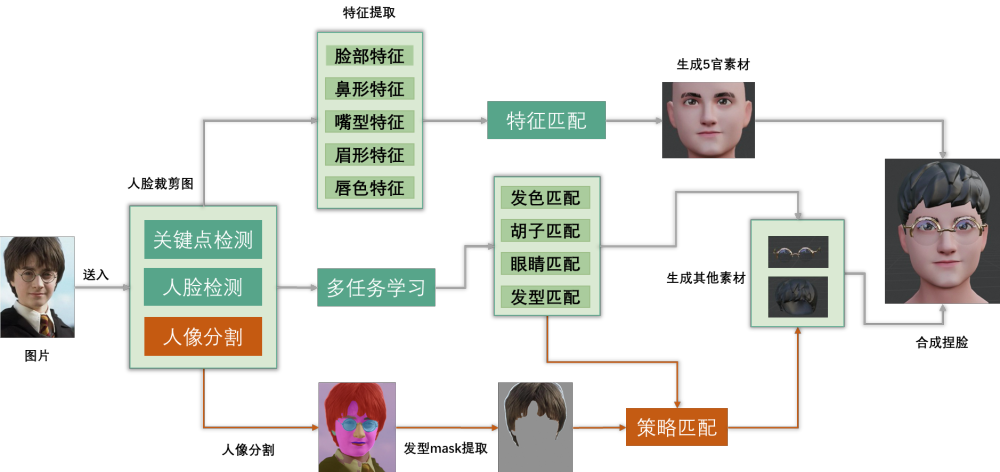 特征提取
脸部特征
鼻形特征
嘴型特征
眉形特征
唇色特征
特征匹配
生成5官素材
人脸裁剪图
关键点检测
人脸检测
人像分割
送入
图片
多任务学习
发色匹配
胡子匹配
眼睛匹配
发型匹配
生成其他素材
合成捏脸
人像分割
发型mask提取
策略匹配